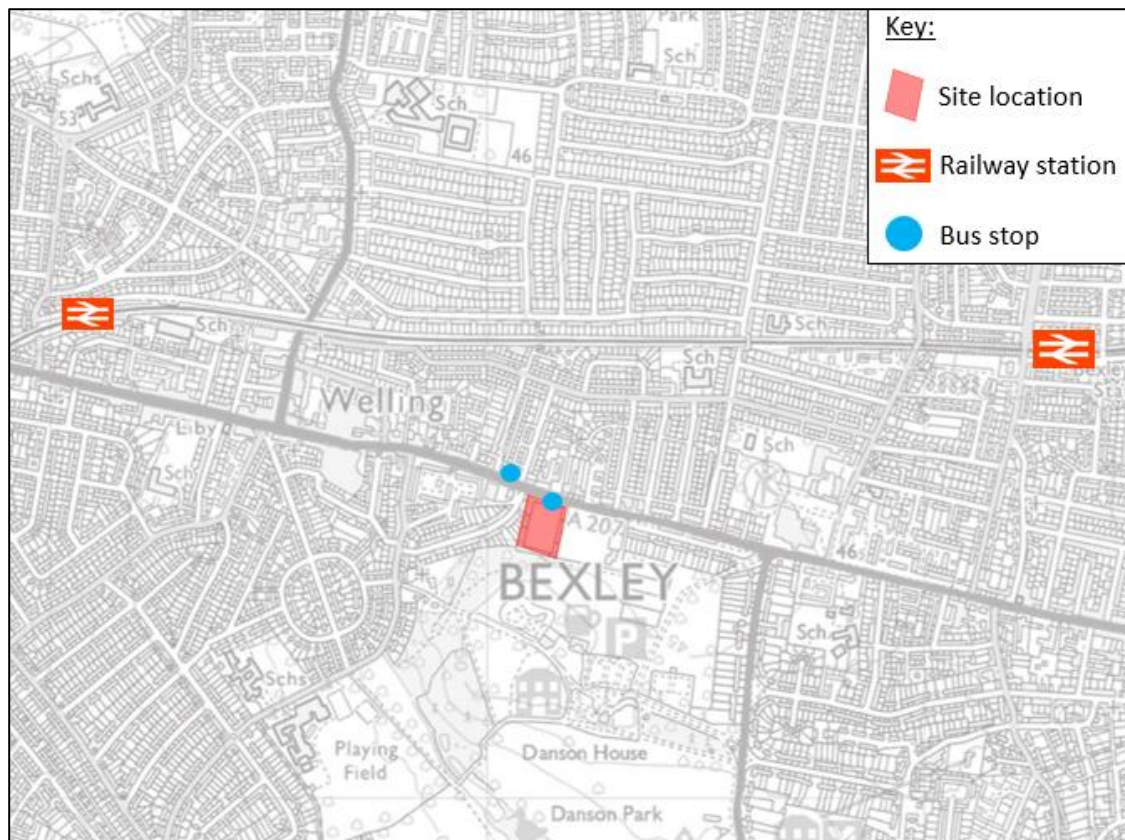 Key:
Site location
Railway station
Bus stop
Park
Sch
Schs
53
Sch
46
Sch
Sch
Sch
Welling
Liby
Sch
Sch
A 207
46
BEXLEY
P
Sch
Schs
Playing
Field
Danson House
Danson Park